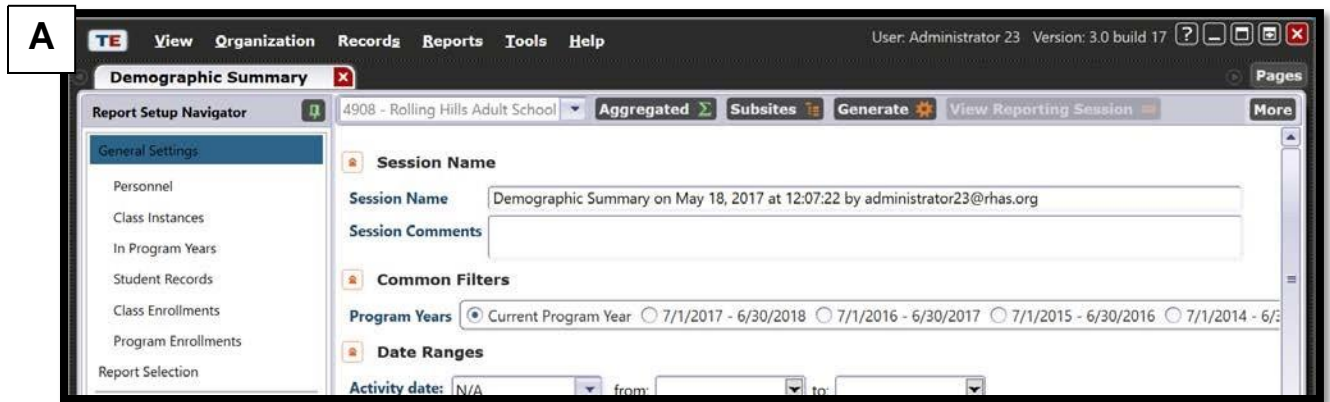 A
TE View Organization Records Reports Tools Help User: Administrator 23 Version: 3.0 build 17 ?
Demographic Summary Pages
Report Setup Navigator 4908 - Rolling Hills Adult School Aggregated Σ Subsites Generate View Reporting Session More
General Settings
Session Name
Personnel
Session Name Demographic Summary on May 18, 2017 at 12:07:22 by administrator23@rhas.org
Class Instances
Session Comments
In Program Years
Student Records
Common Filters
Class Enrollments
Program Years Current Program Year 7/1/2017 - 6/30/2018 7/1/2016 - 6/30/2017 7/1/2015 - 6/30/2016 7/1/2014 - 6/3
Program Enrollments
Date Ranges
Report Selection
Activity date: N/A from: to: